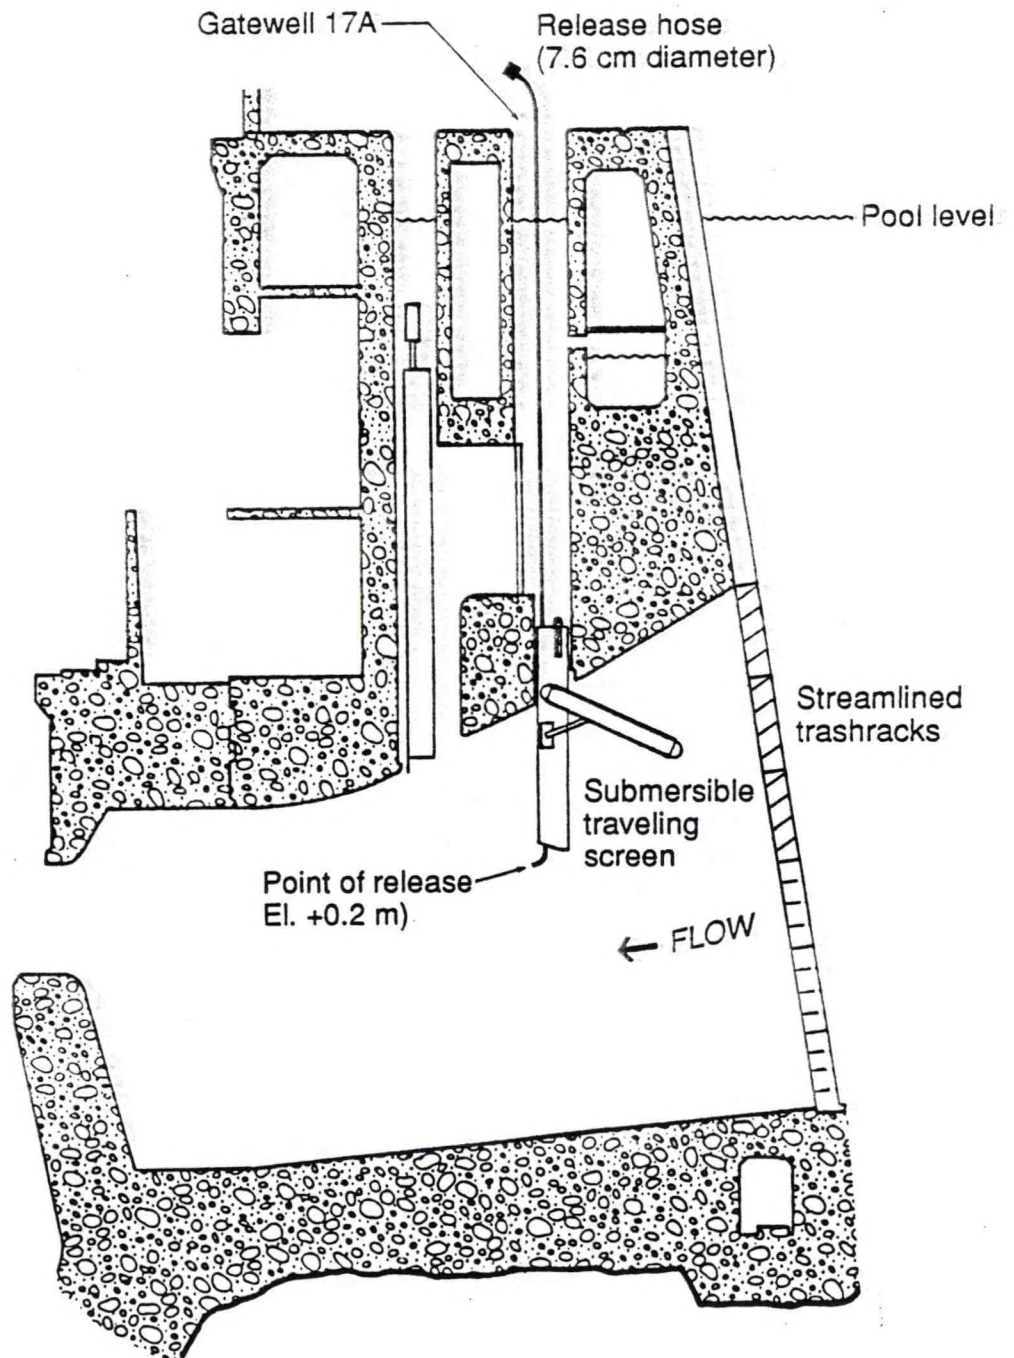 Gatewell 17A
Release hose
(7.6 cm diameter)
Pool level
Streamlined
trashracks
Submersible
traveling
screen
Point of release
El. +0.2 m)
← FLOW